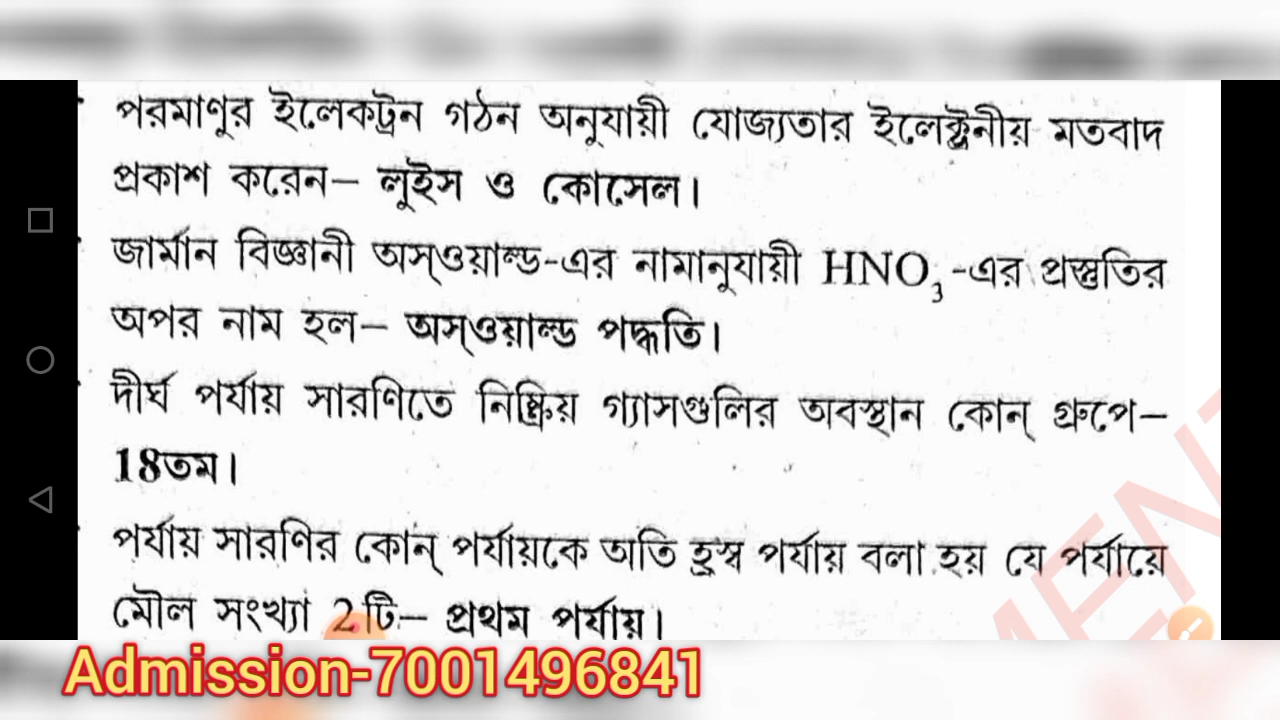 পরমাণুর ইলেকট্রন গঠন অনুযায়ী যোজ্যতার ইলেক্ট্রনীয় মতবাদ
প্রকাশ করেন– লুইস ও কোসেল।
জার্মান বিজ্ঞানী অস্‌ওয়াল্ড-এর নামানুযায়ী HNO₃-এর প্রস্তুতির
অপর নাম হল– অস্‌ওয়াল্ড পদ্ধতি।
দীর্ঘ পর্যায় সারণিতে নিষ্ক্রিয় গ্যাসগুলির অবস্থান কোন্ গ্রুপে–
18তম।
পর্যায় সারণির কোন্ পর্যায়কে অতি হ্রস্ব পর্যায় বলা হয় যে পর্যায়ে
মৌল সংখ্যা 2টি– প্রথম পর্যায়।
Admission-7001496841